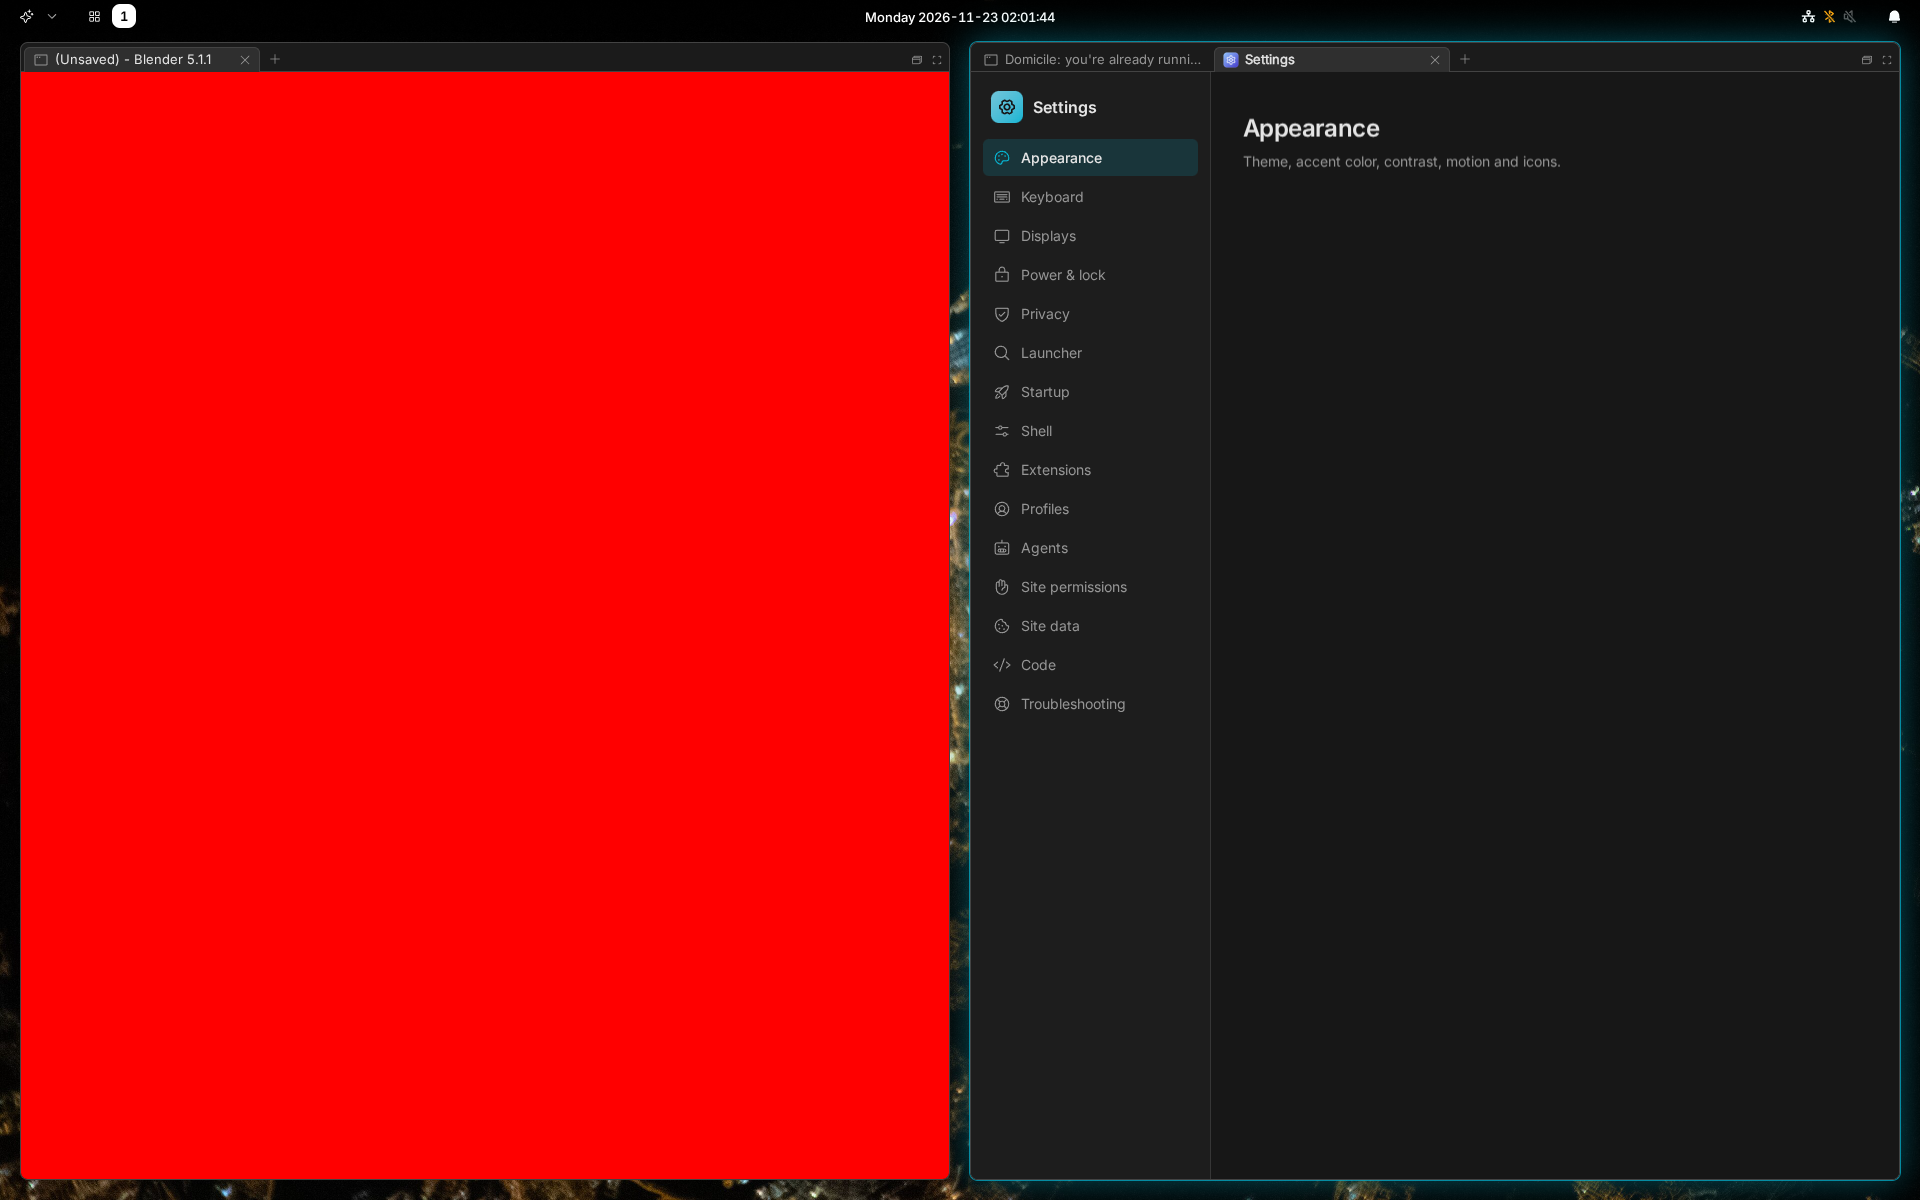 1
Monday 2026-11-23 02:01:44
(Unsaved) - Blender 5.1.1
Domicile: you're already runni...
Settings
Settings
Appearance
Keyboard
Displays
Power & lock
Privacy
Launcher
Startup
Shell
Extensions
Profiles
Agents
Site permissions
Site data
Code
Troubleshooting
Appearance
Theme, accent color, contrast, motion and icons.